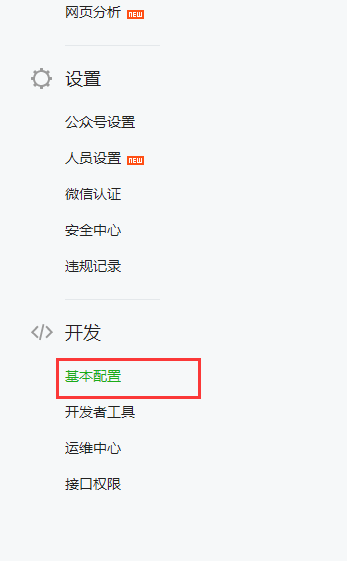 网页分析 NEW
设置
公众号设置
人员设置 NEW
微信认证
安全中心
违规记录
</> 开发
基本配置
开发者工具
运维中心
接口权限